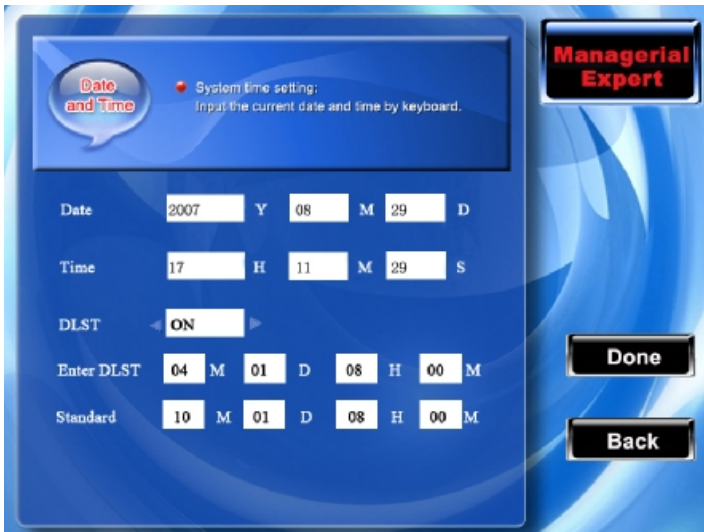 Date
and Time
System time setting:
Input the current date and time by keyboard.
Managerial
Expert
Date 2007 Y 08 M 29 D
Time 17 H 11 M 29 S
DLST ON
Enter DLST 04 M 01 D 08 H 00 M
Standard 10 M 01 D 08 H 00 M
Done
Back